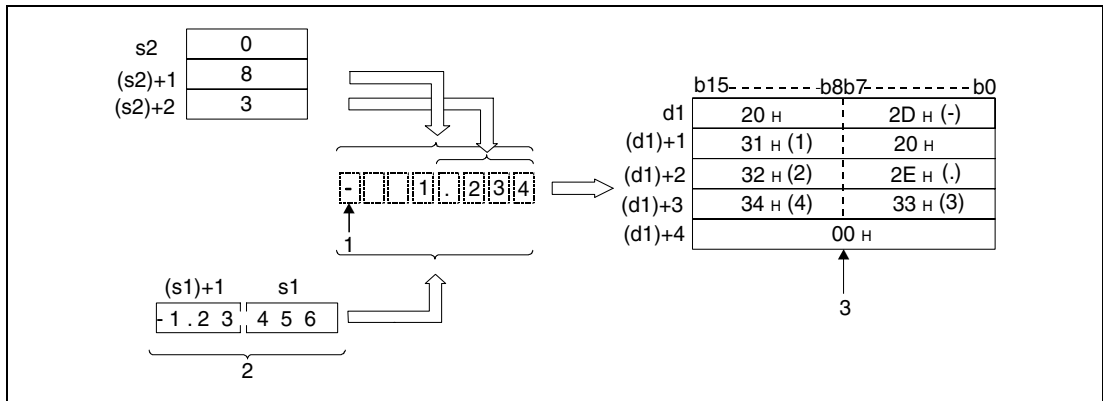 s2 0
(s2)+1 8
(s2)+2 3
b15 b8b7 b0
d1 20 H 2D H (-)
(d1)+1 31 H (1) 20 H
(d1)+2 32 H (2) 2E H (.)
(d1)+3 34 H (4) 33 H (3)
(d1)+4 00 H
- 1 . 2 3 4
1
3
(s1)+1 s1
-1.2 3 4 5 6
2